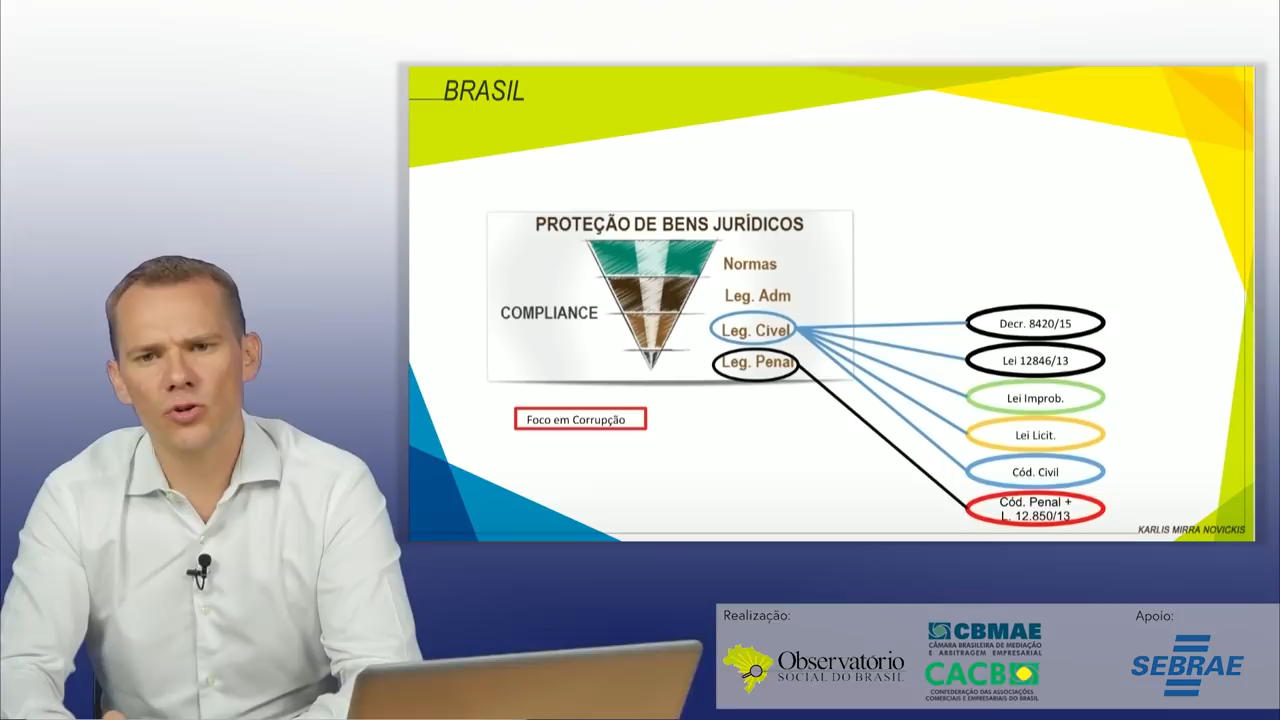 BRASIL
PROTEÇÃO DE BENS JURÍDICOS
Normas
Leg. Adm
COMPLIANCE
Leg. Cível
Leg. Penal
Foco em Corrupção
Decr. 8420/15
Lei 12846/13
Lei Improb.
Lei Licit.
Cód. Civil
Cód. Penal +
L. 12.850/13
KARLIS MIRRA NOVICKIS
Realização:
Observatório
SOCIAL DO BRASIL
CBMAE
CÂMARA BRASILEIRA DE MEDIAÇÃO
E ARBITRAGEM EMPRESARIAL
CACB
CONFEDERAÇÃO DAS ASSOCIAÇÕES
COMERCIAIS E EMPRESARIAIS DO BRASIL
Apoio:
SEBRAE